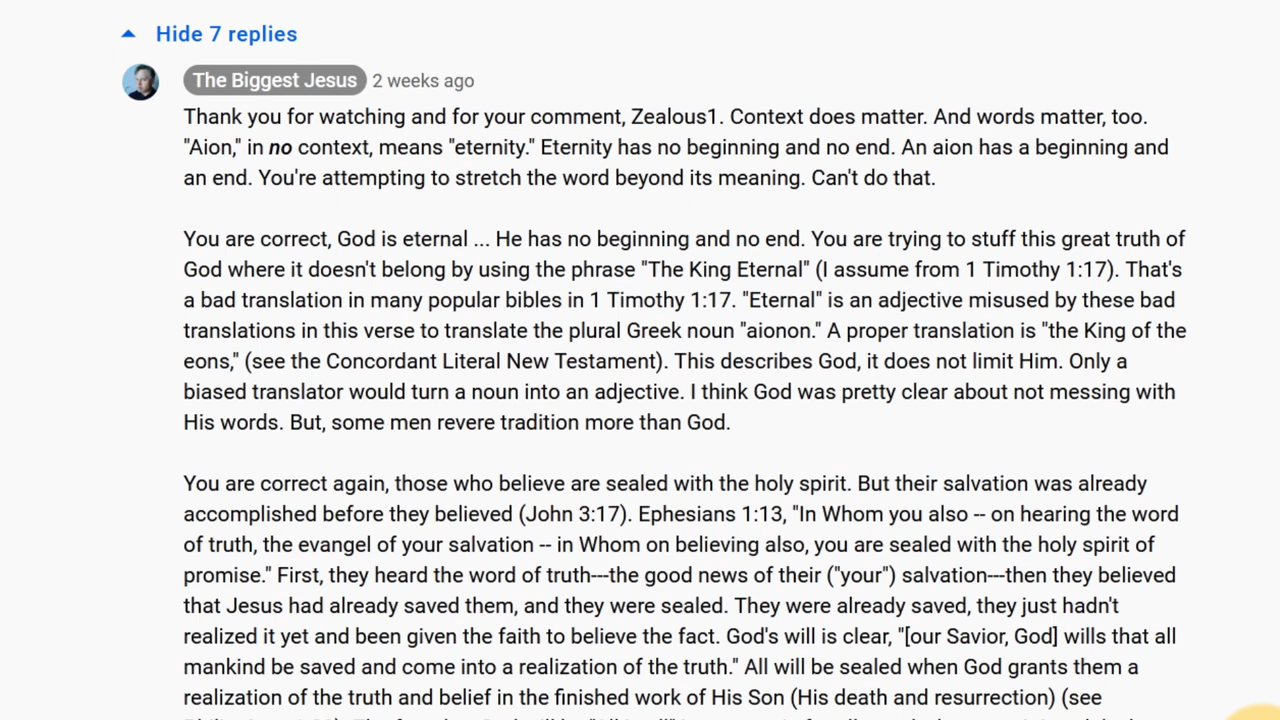 Hide 7 replies
The Biggest Jesus 2 weeks ago
Thank you for watching and for your comment, Zealous1. Context does matter. And words matter, too.
"Aion," in no context, means "eternity." Eternity has no beginning and no end. An aion has a beginning and
an end. You're attempting to stretch the word beyond its meaning. Can't do that.
You are correct, God is eternal ... He has no beginning and no end. You are trying to stuff this great truth of
God where it doesn't belong by using the phrase "The King Eternal" (I assume from 1 Timothy 1:17). That's
a bad translation in many popular bibles in 1 Timothy 1:17. "Eternal" is an adjective misused by these bad
translations in this verse to translate the plural Greek noun "aionon." A proper translation is "the King of the
eons," (see the Concordant Literal New Testament). This describes God, it does not limit Him. Only a
biased translator would turn a noun into an adjective. I think God was pretty clear about not messing with
His words. But, some men revere tradition more than God.
You are correct again, those who believe are sealed with the holy spirit. But their salvation was already
accomplished before they believed (John 3:17). Ephesians 1:13, "In Whom you also -- on hearing the word
of truth, the evangel of your salvation -- in Whom on believing also, you are sealed with the holy spirit of
promise." First, they heard the word of truth---the good news of their ("your") salvation---then they believed
that Jesus had already saved them, and they were sealed. They were already saved, they just hadn't
realized it yet and been given the faith to believe the fact. God's will is clear, "[our Savior, God] wills that all
mankind be saved and come into a realization of the truth." All will be sealed when God grants them a
realization of the truth and belief in the finished work of His Son (His death and resurrection) (see